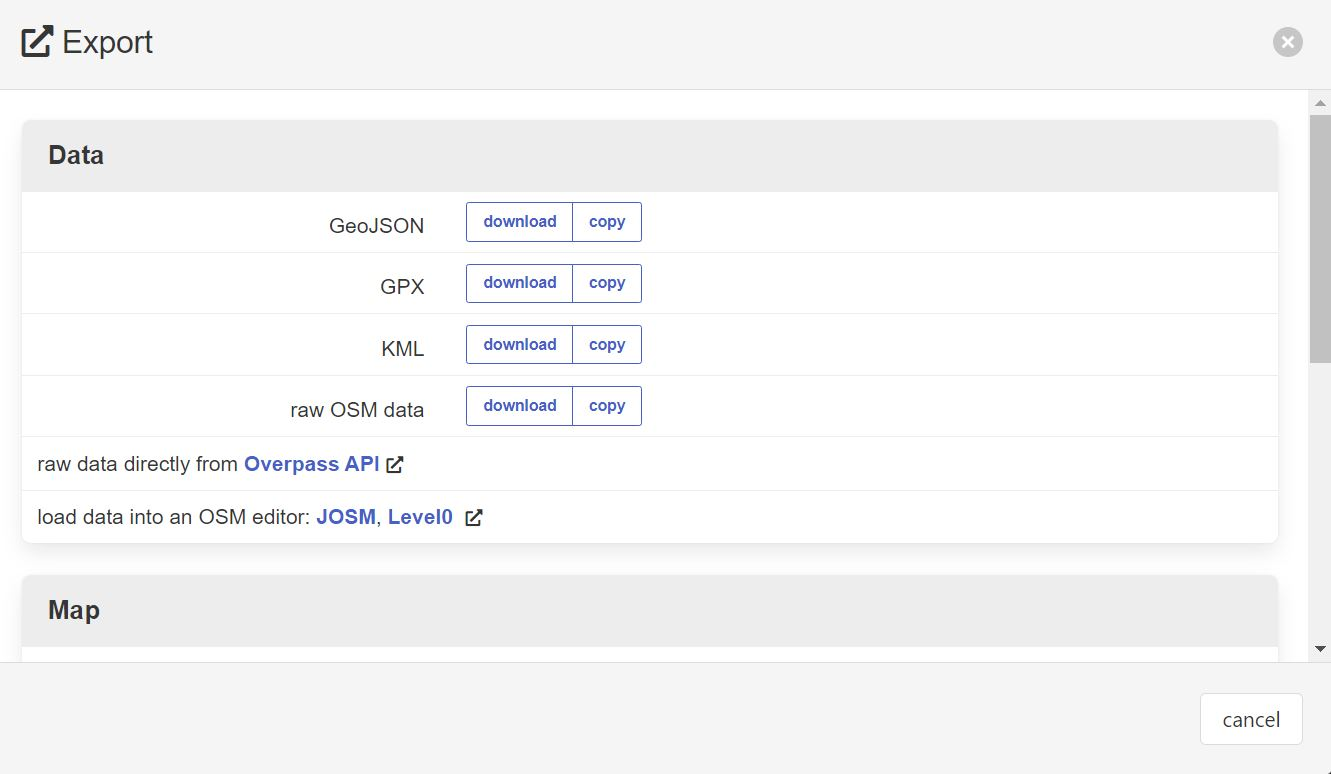 Export
Data
GeoJSON download copy
GPX download copy
KML download copy
raw OSM data download copy
raw data directly from Overpass API
load data into an OSM editor: JOSM, Level0
Map
cancel